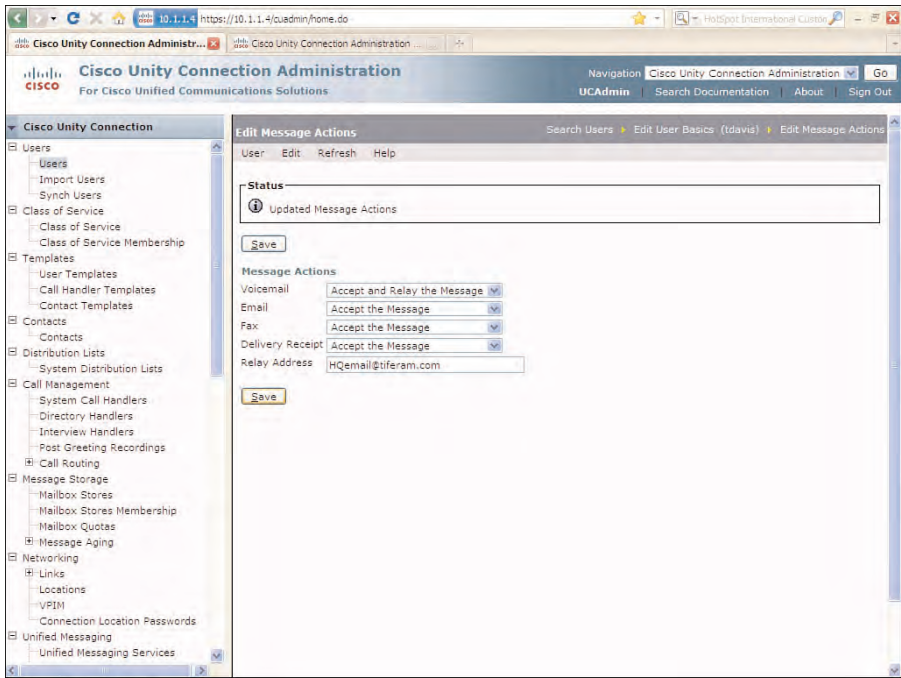 10.1.1.4 https://10.1.1.4/cuadmin/home.do
HotSpot International Custom
Cisco Unity Connection Administr...
Cisco Unity Connection Administration ...
CISCO
Cisco Unity Connection Administration
For Cisco Unified Communications Solutions
Navigation Cisco Unity Connection Administration Go
UCAdmin | Search Documentation | About | Sign Out
Cisco Unity Connection
Users
Users
Import Users
Synch Users
Class of Service
Class of Service
Class of Service Membership
Templates
User Templates
Call Handler Templates
Contact Templates
Contacts
Contacts
Distribution Lists
System Distribution Lists
Call Management
System Call Handlers
Directory Handlers
Interview Handlers
Post Greeting Recordings
Call Routing
Message Storage
Mailbox Stores
Mailbox Stores Membership
Mailbox Quotas
Message Aging
Networking
Links
Locations
VPIM
Connection Location Passwords
Unified Messaging
Unified Messaging Services
Edit Message Actions
Search Users Edit User Basics (tdavis) Edit Message Actions
User Edit Refresh Help
Status
Updated Message Actions
Save
Message Actions
Voicemail Accept and Relay the Message
Email Accept the Message
Fax Accept the Message
Delivery Receipt Accept the Message
Relay Address HQemail@tiferam.com
Save